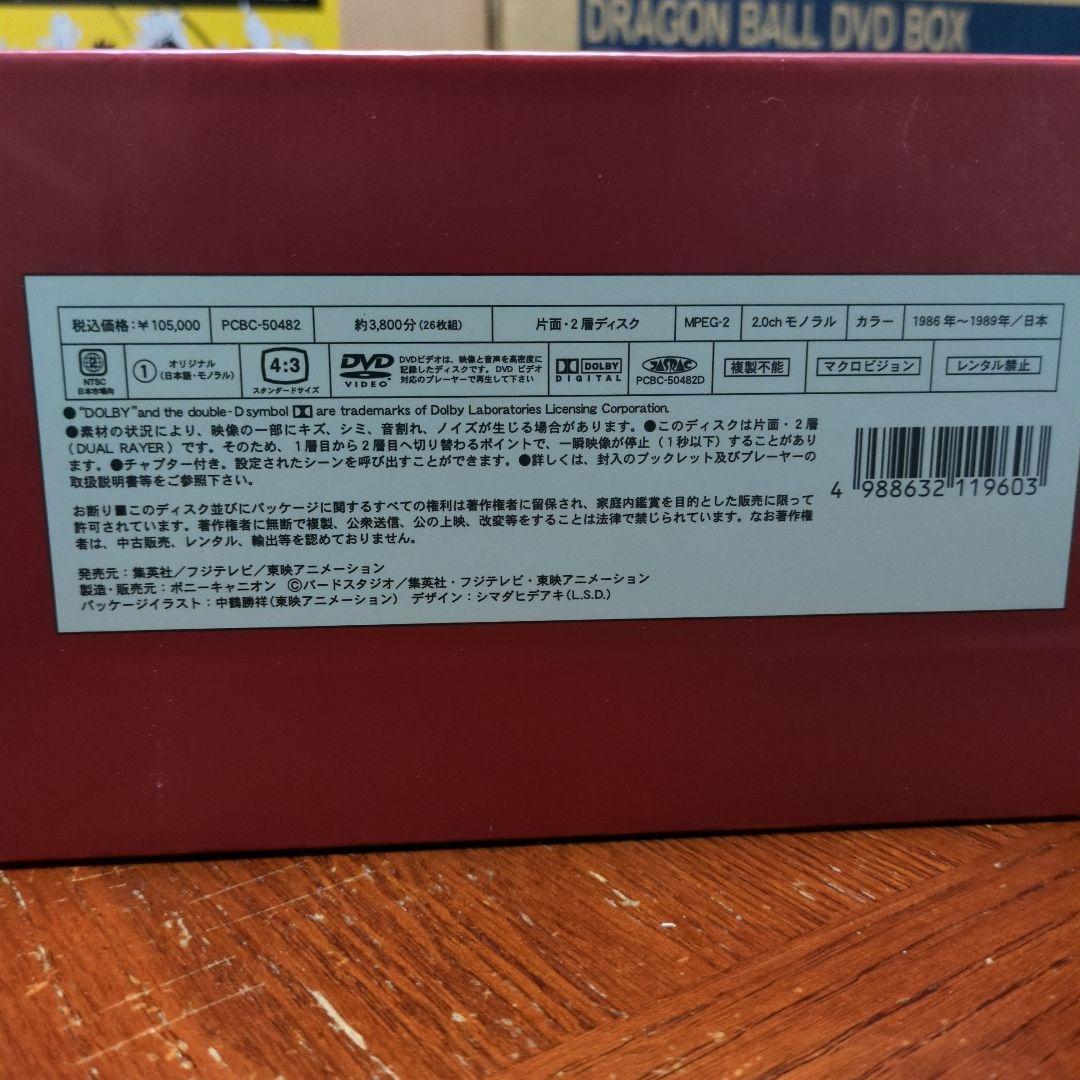 DRAGON BALL DVD BOX
税込価格:¥105,000 PCBC-50482 約3,800分(26枚組) 片面・2層ディスク MPEG-2 2.0chモノラル カラー 1986年〜1989年/日本
2 NTSC 日本市場向 1 オリジナル (日本語・モノラル) 4:3 スタンダードサイズ DVD VIDEO DVDビデオは、映像と音声を高密度に
記録したディスクです。DVD ビデオ
対応のプレーヤーで再生して下さい
DOLBY DIGITAL JASRAC PCBC-50482D 複製不能 マクロビジョン レンタル禁止
●“DOLBY”and the double-D symbol are trademarks of Dolby Laboratories Licensing Corporation.
●素材の状況により、映像の一部にキズ、シミ、音割れ、ノイズが生じる場合があります。●このディスクは片面・2層
(DUAL RAYER)です。そのため、1層目から2層目へ切り替わるポイントで、一瞬映像が停止(1秒以下)することがあり
ます。●チャプター付き。設定されたシーンを呼び出すことができます。●詳しくは、封入のブックレット及びプレーヤーの
取扱説明書等をご参照下さい。
4 988632 119603
お断り■このディスク並びにパッケージに関するすべての権利は著作権者に留保され、家庭内鑑賞を目的とした販売に限って
許可されています。著作権者に無断で複製、公衆送信、公の上映、改変等をすることは法律で禁じられています。なお著作権
者は、中古販売、レンタル、輸出等を認めておりません。
発売元:集英社/フジテレビ/東映アニメーション
製造・販売元:ポニーキャニオン Ⓒバードスタジオ/集英社・フジテレビ・東映アニメーション
パッケージイラスト:中鶴勝祥(東映アニメーション) デザイン:シマダヒデアキ(L.S.D.)